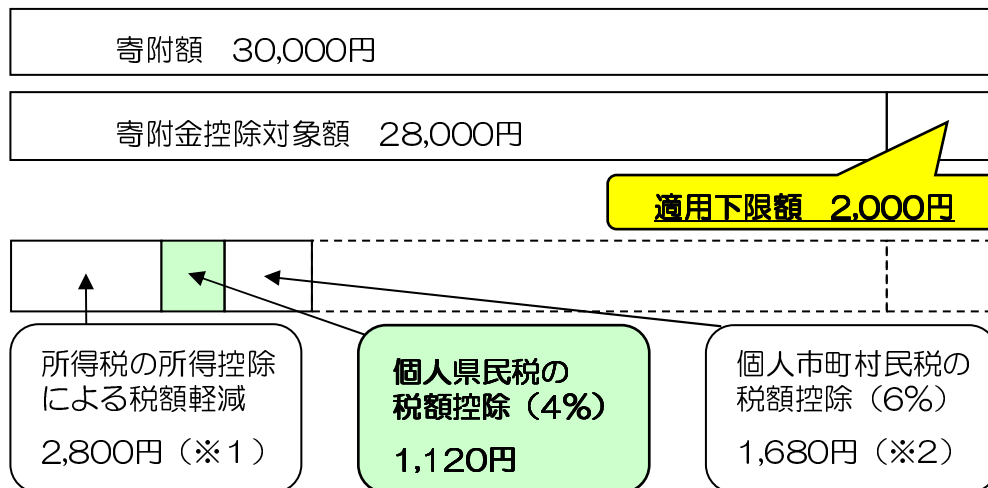 寄附額　30,000円
寄附金控除対象額　28,000円
適用下限額　2,000円
所得税の所得控除
による税額軽減
2,800円（※１）
個人県民税の
税額控除（4%）
1,120円
個人市町村民税の
税額控除（6%）
1,680円（※2）